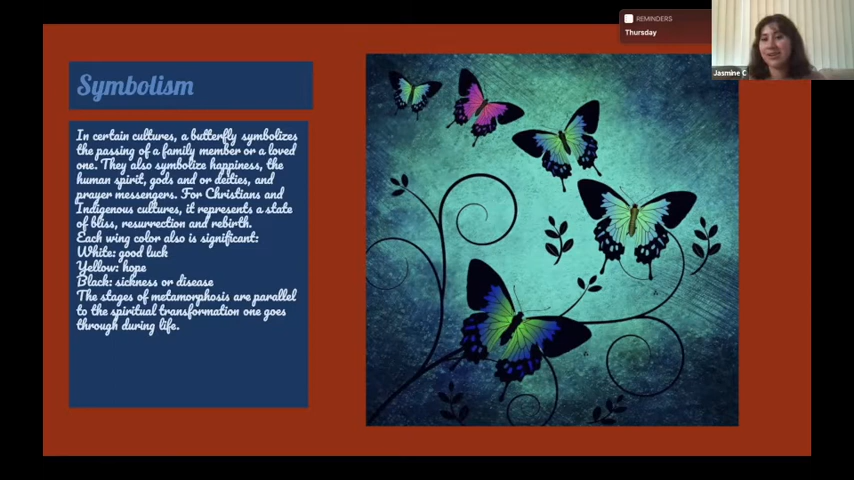 REMINDERS
Thursday
Jasmine C
Symbolism
In certain cultures, a butterfly symbolizes
the passing of a family member or a loved
one. They also symbolize happiness, the
human spirit, gods and or deities, and
prayer messengers. For Christians and
Indigenous cultures, it represents a state
of bliss, resurrection and rebirth.
Each wing color also is significant:
White: good luck
Yellow: hope
Black: sickness or disease
The stages of metamorphosis are parallel
to the spiritual transformation one goes
through during life.